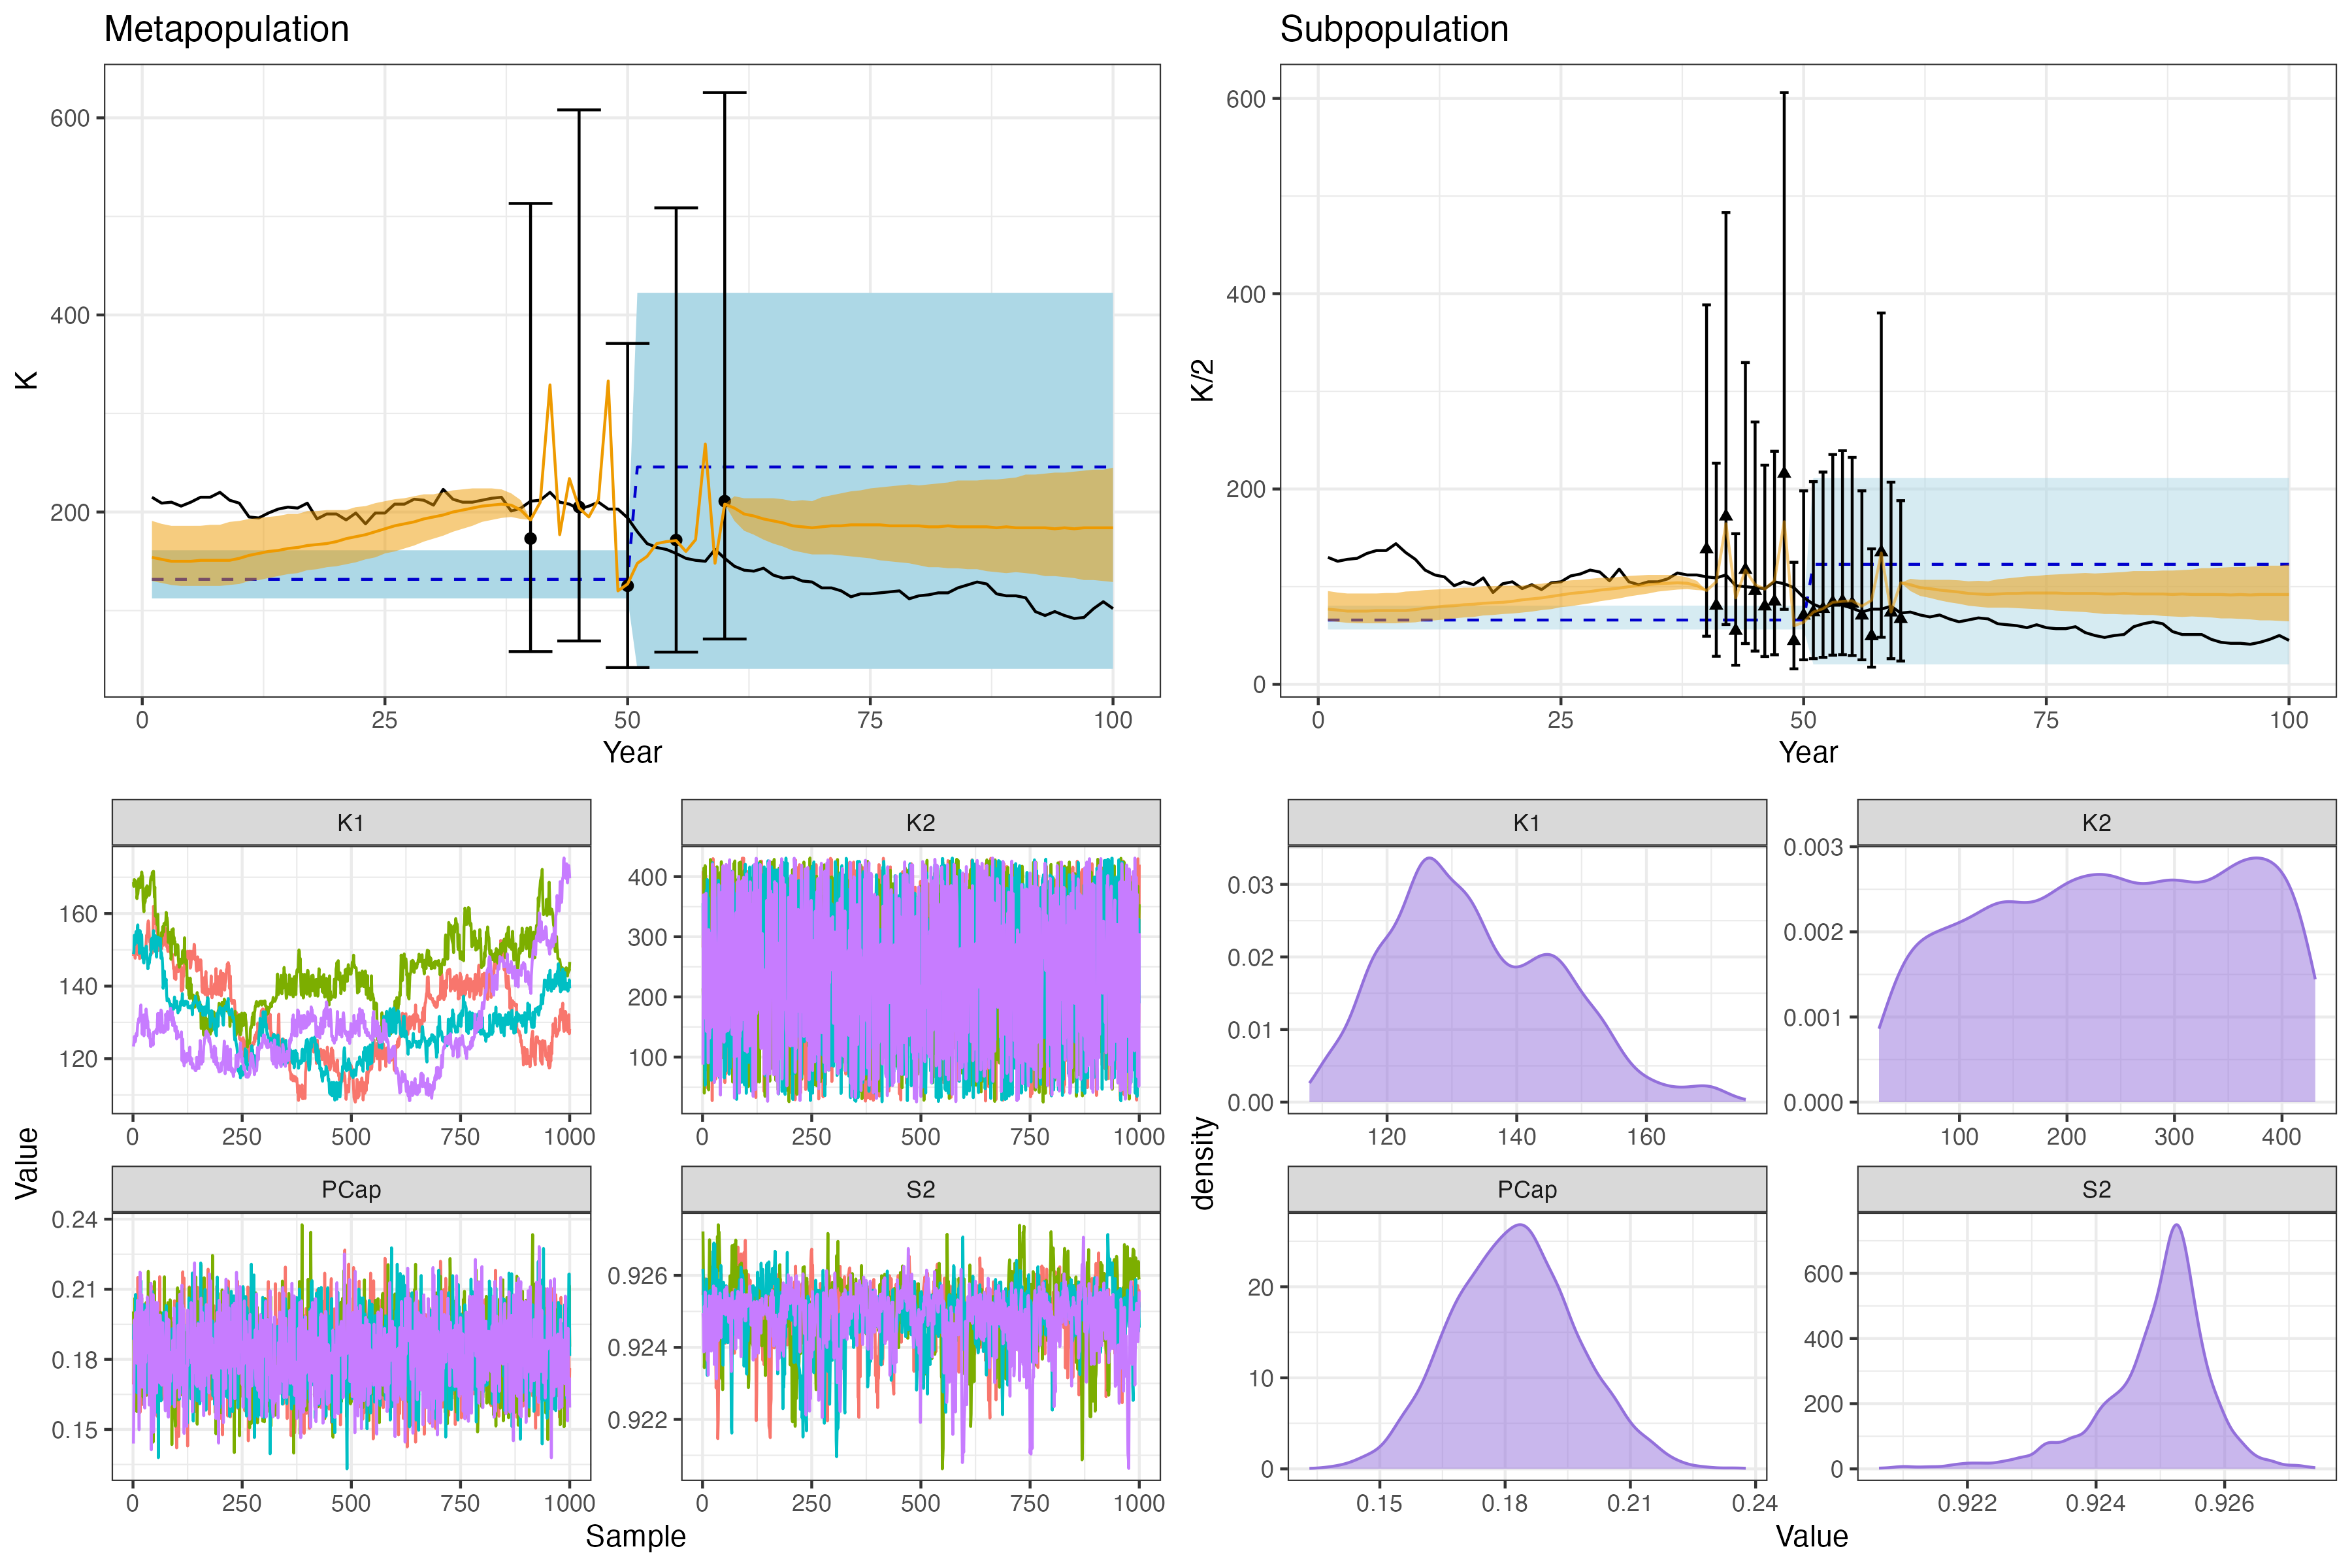 Metapopulation
600
400
200
K
0 25 50 75 100
Year
Subpopulation
600
400
200
0
K/2
0 25 50 75 100
Year
K1
160
140
120
0 250 500 750 1000
K2
400
300
200
100
0 250 500 750 1000
PCap
0.24
0.21
0.18
0.15
0 250 500 750 1000
S2
0.926
0.924
0.922
0 250 500 750 1000
Value
Sample
K1
0.03
0.02
0.01
0.00
120 140 160
K2
0.003
0.002
0.001
0.000
100 200 300 400
PCap
20
10
0
0.15 0.18 0.21 0.24
S2
600
400
200
0
0.922 0.924 0.926
density
Value